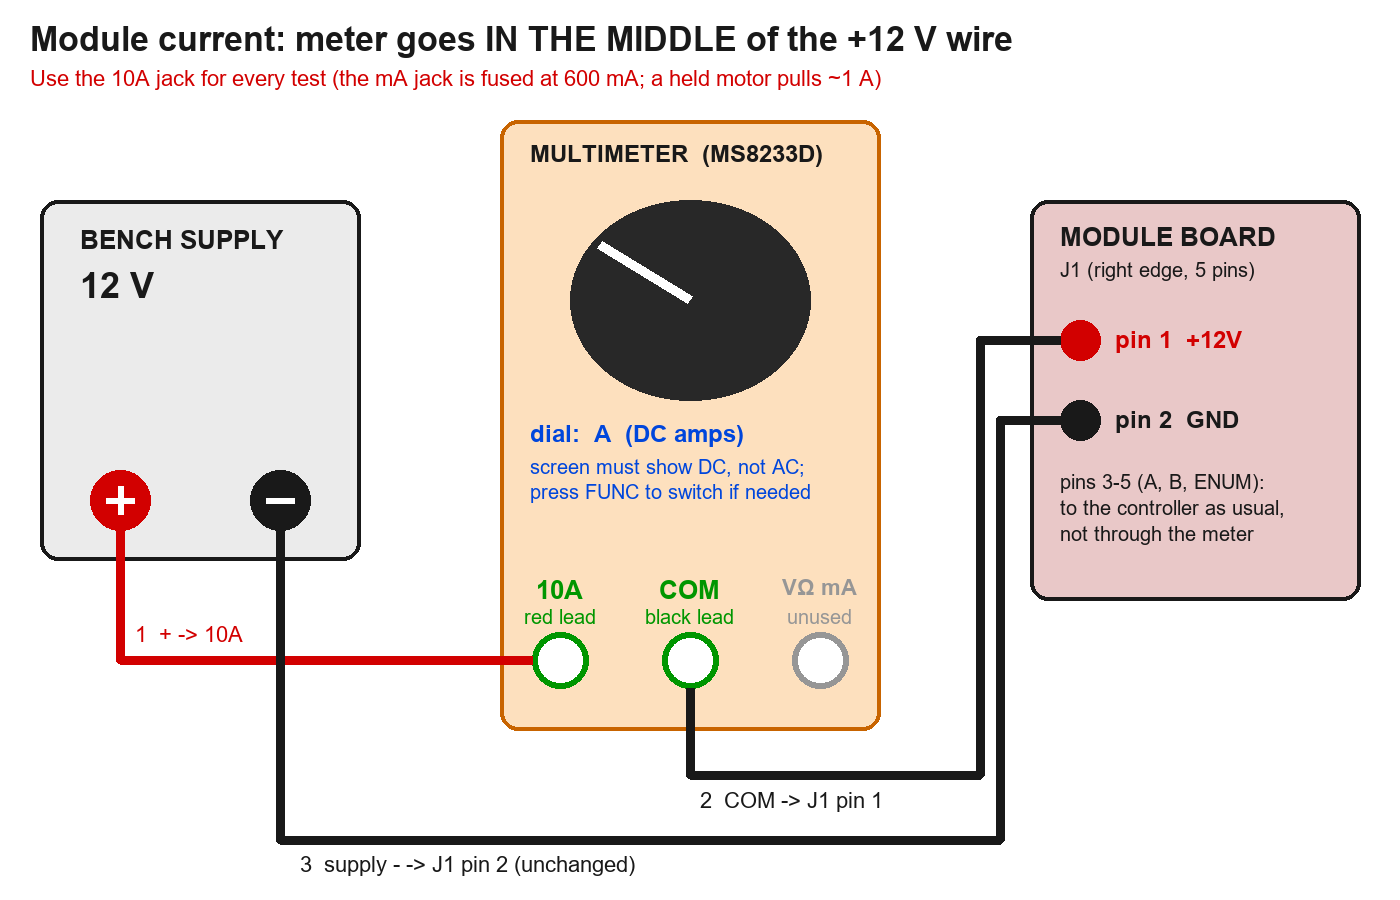 Module current: meter goes IN THE MIDDLE of the +12 V wire
Use the 10A jack for every test (the mA jack is fused at 600 mA; a held motor pulls ~1 A)
MULTIMETER (MS8233D)
BENCH SUPPLY
12 V
MODULE BOARD
J1 (right edge, 5 pins)
pin 1 +12V
pin 2 GND
pins 3-5 (A, B, ENUM):
to the controller as usual,
not through the meter
dial: A (DC amps)
screen must show DC, not AC;
press FUNC to switch if needed
+
−
10A
red lead
COM
black lead
VΩ mA
unused
1 + -> 10A
2 COM -> J1 pin 1
3 supply - -> J1 pin 2 (unchanged)